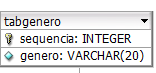 tabgenero
sequencia: INTEGER
genero: VARCHAR(20)